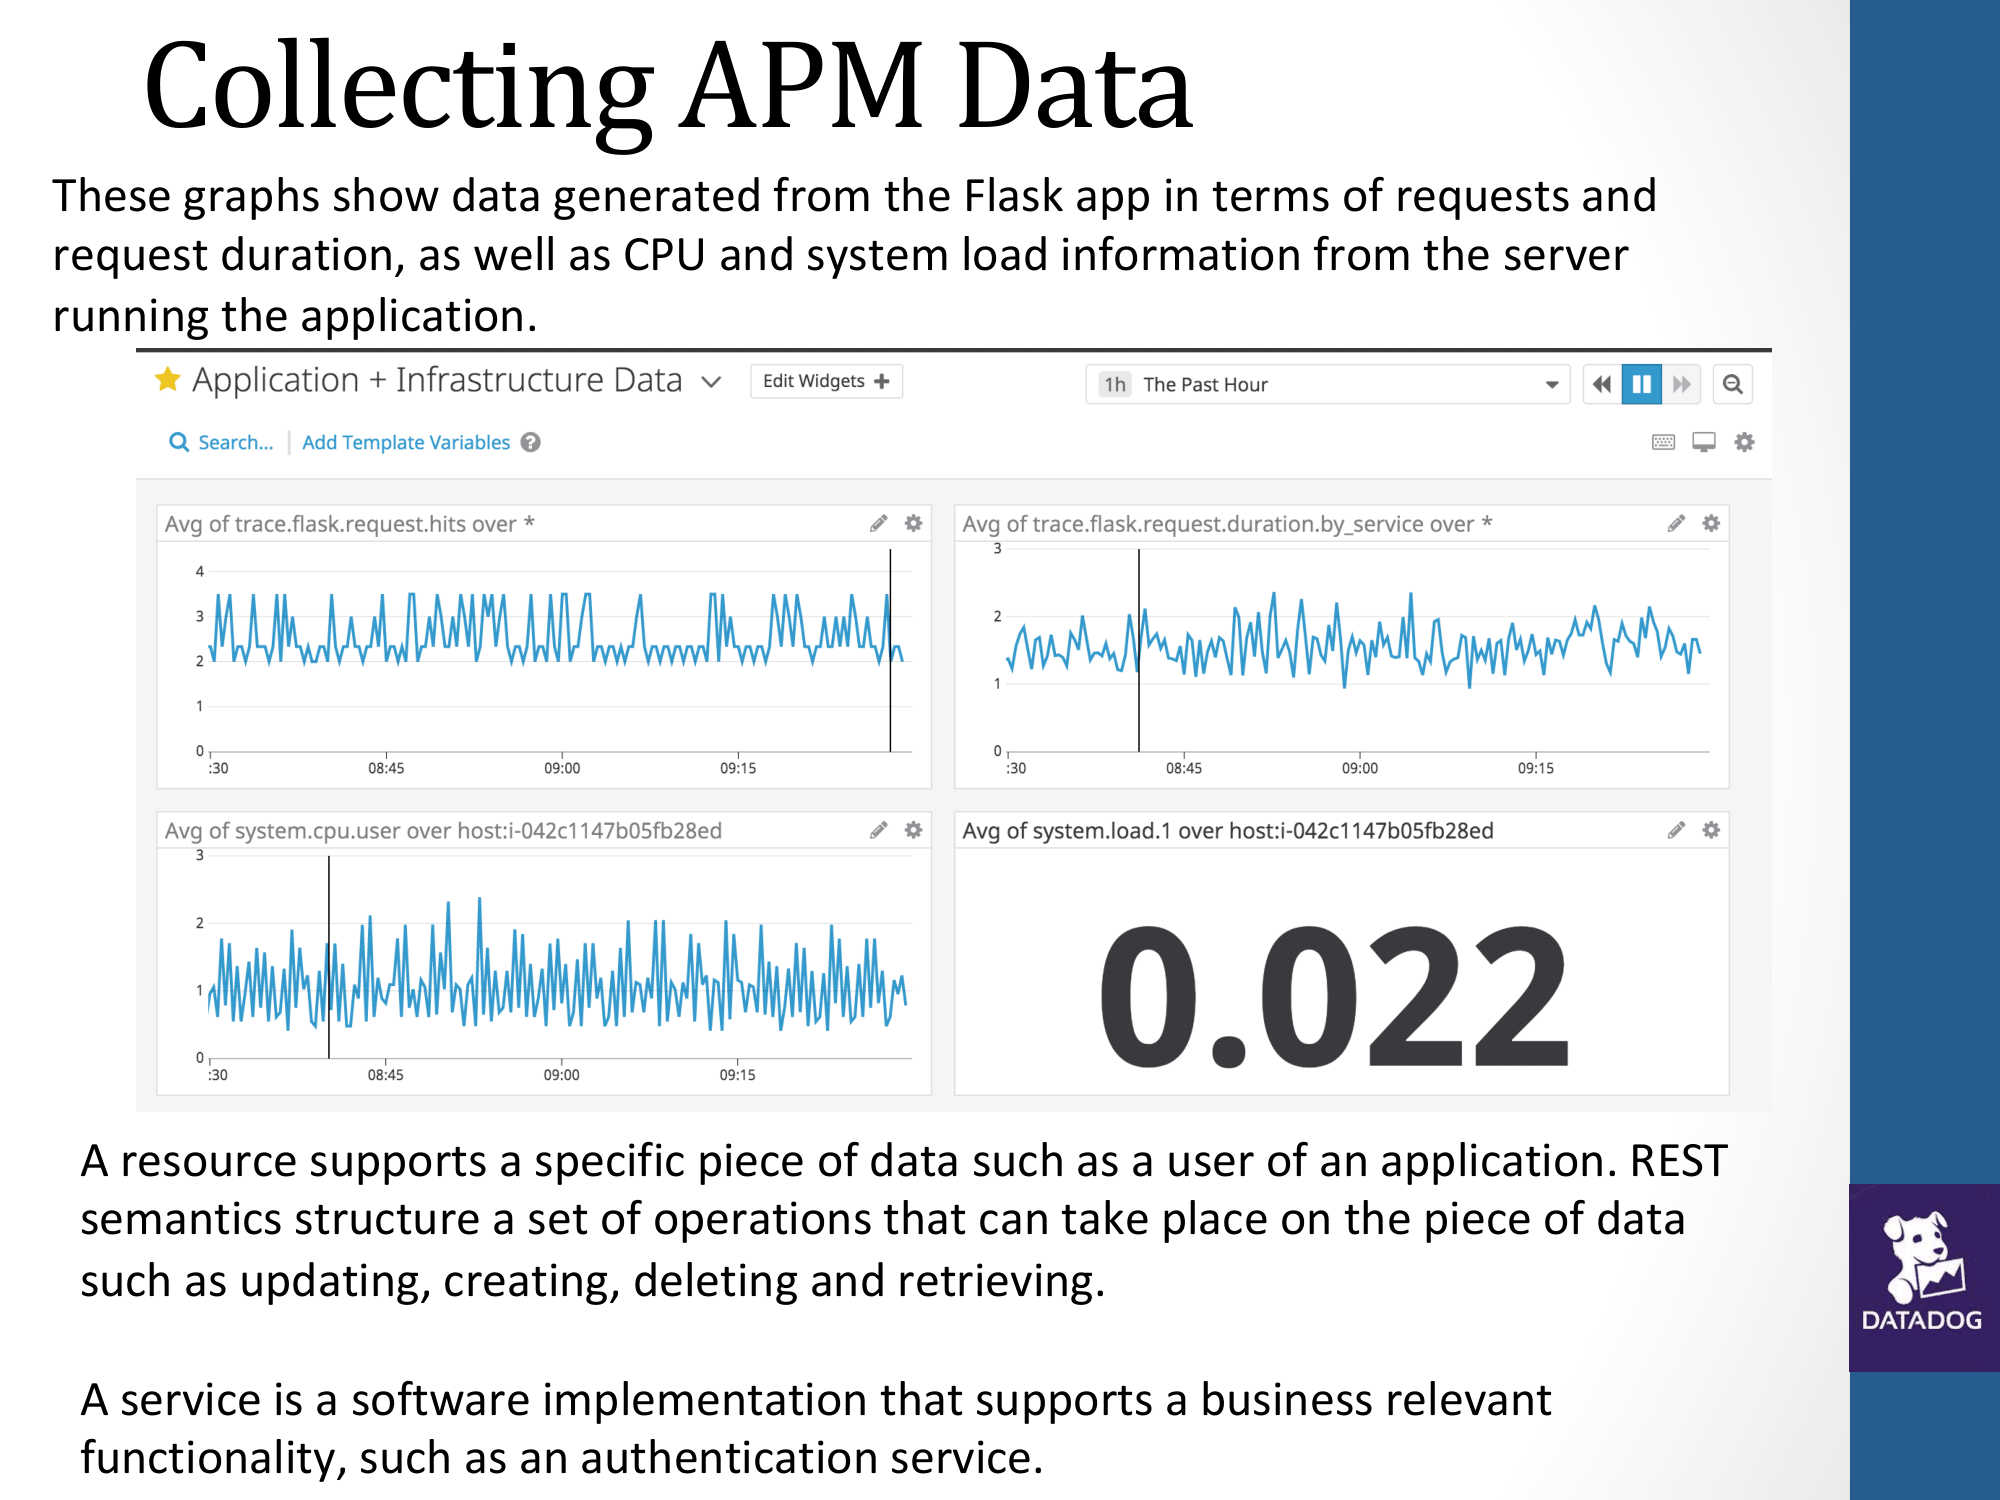 Collecting APM Data
These graphs show data generated from the Flask app in terms of requests and
request duration, as well as CPU and system load information from the server
running the application.
Application + Infrastructure Data
Edit Widgets +
1h The Past Hour
Search... | Add Template Variables ?
Avg of trace.flask.request.hits over *
4
3
2
1
0
:30 08:45 09:00 09:15
Avg of trace.flask.request.duration.by_service over *
3
2
1
0
:30 08:45 09:00 09:15
Avg of system.cpu.user over host:i-042c1147b05fb28ed
3
2
1
0
:30 08:45 09:00 09:15
Avg of system.load.1 over host:i-042c1147b05fb28ed
0.022
A resource supports a specific piece of data such as a user of an application. REST
semantics structure a set of operations that can take place on the piece of data
such as updating, creating, deleting and retrieving.
A service is a software implementation that supports a business relevant
functionality, such as an authentication service.
DATADOG